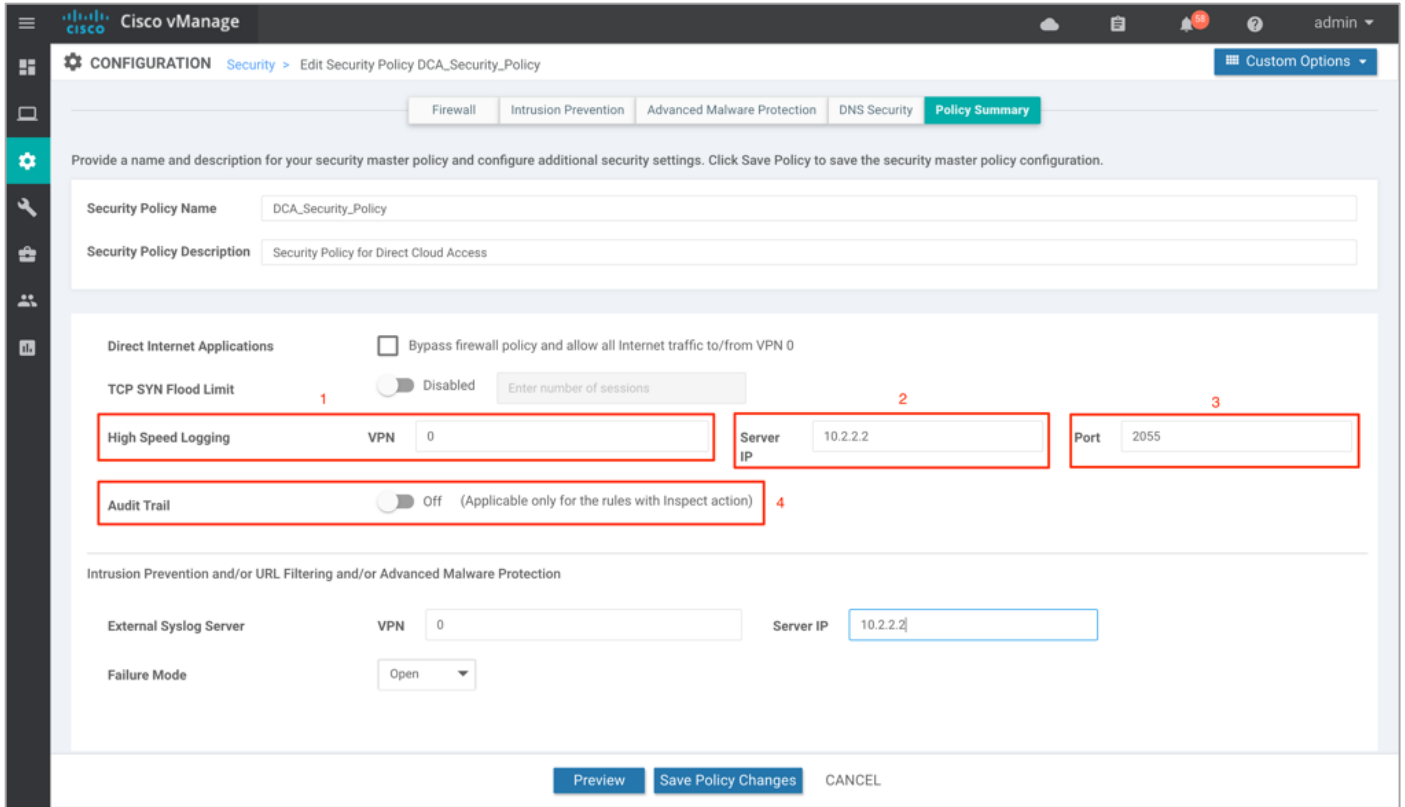 cisco Cisco vManage 58 admin
CONFIGURATION Security > Edit Security Policy DCA_Security_Policy Custom Options
Firewall Intrusion Prevention Advanced Malware Protection DNS Security Policy Summary
Provide a name and description for your security master policy and configure additional security settings. Click Save Policy to save the security master policy configuration.
Security Policy Name DCA_Security_Policy
Security Policy Description Security Policy for Direct Cloud Access
Direct Internet Applications Bypass firewall policy and allow all Internet traffic to/from VPN 0
TCP SYN Flood Limit Disabled Enter number of sessions
1 2 3
High Speed Logging VPN 0 Server IP 10.2.2.2 Port 2055
Audit Trail Off (Applicable only for the rules with Inspect action) 4
Intrusion Prevention and/or URL Filtering and/or Advanced Malware Protection
External Syslog Server VPN 0 Server IP 10.2.2.2
Failure Mode Open
Preview Save Policy Changes CANCEL